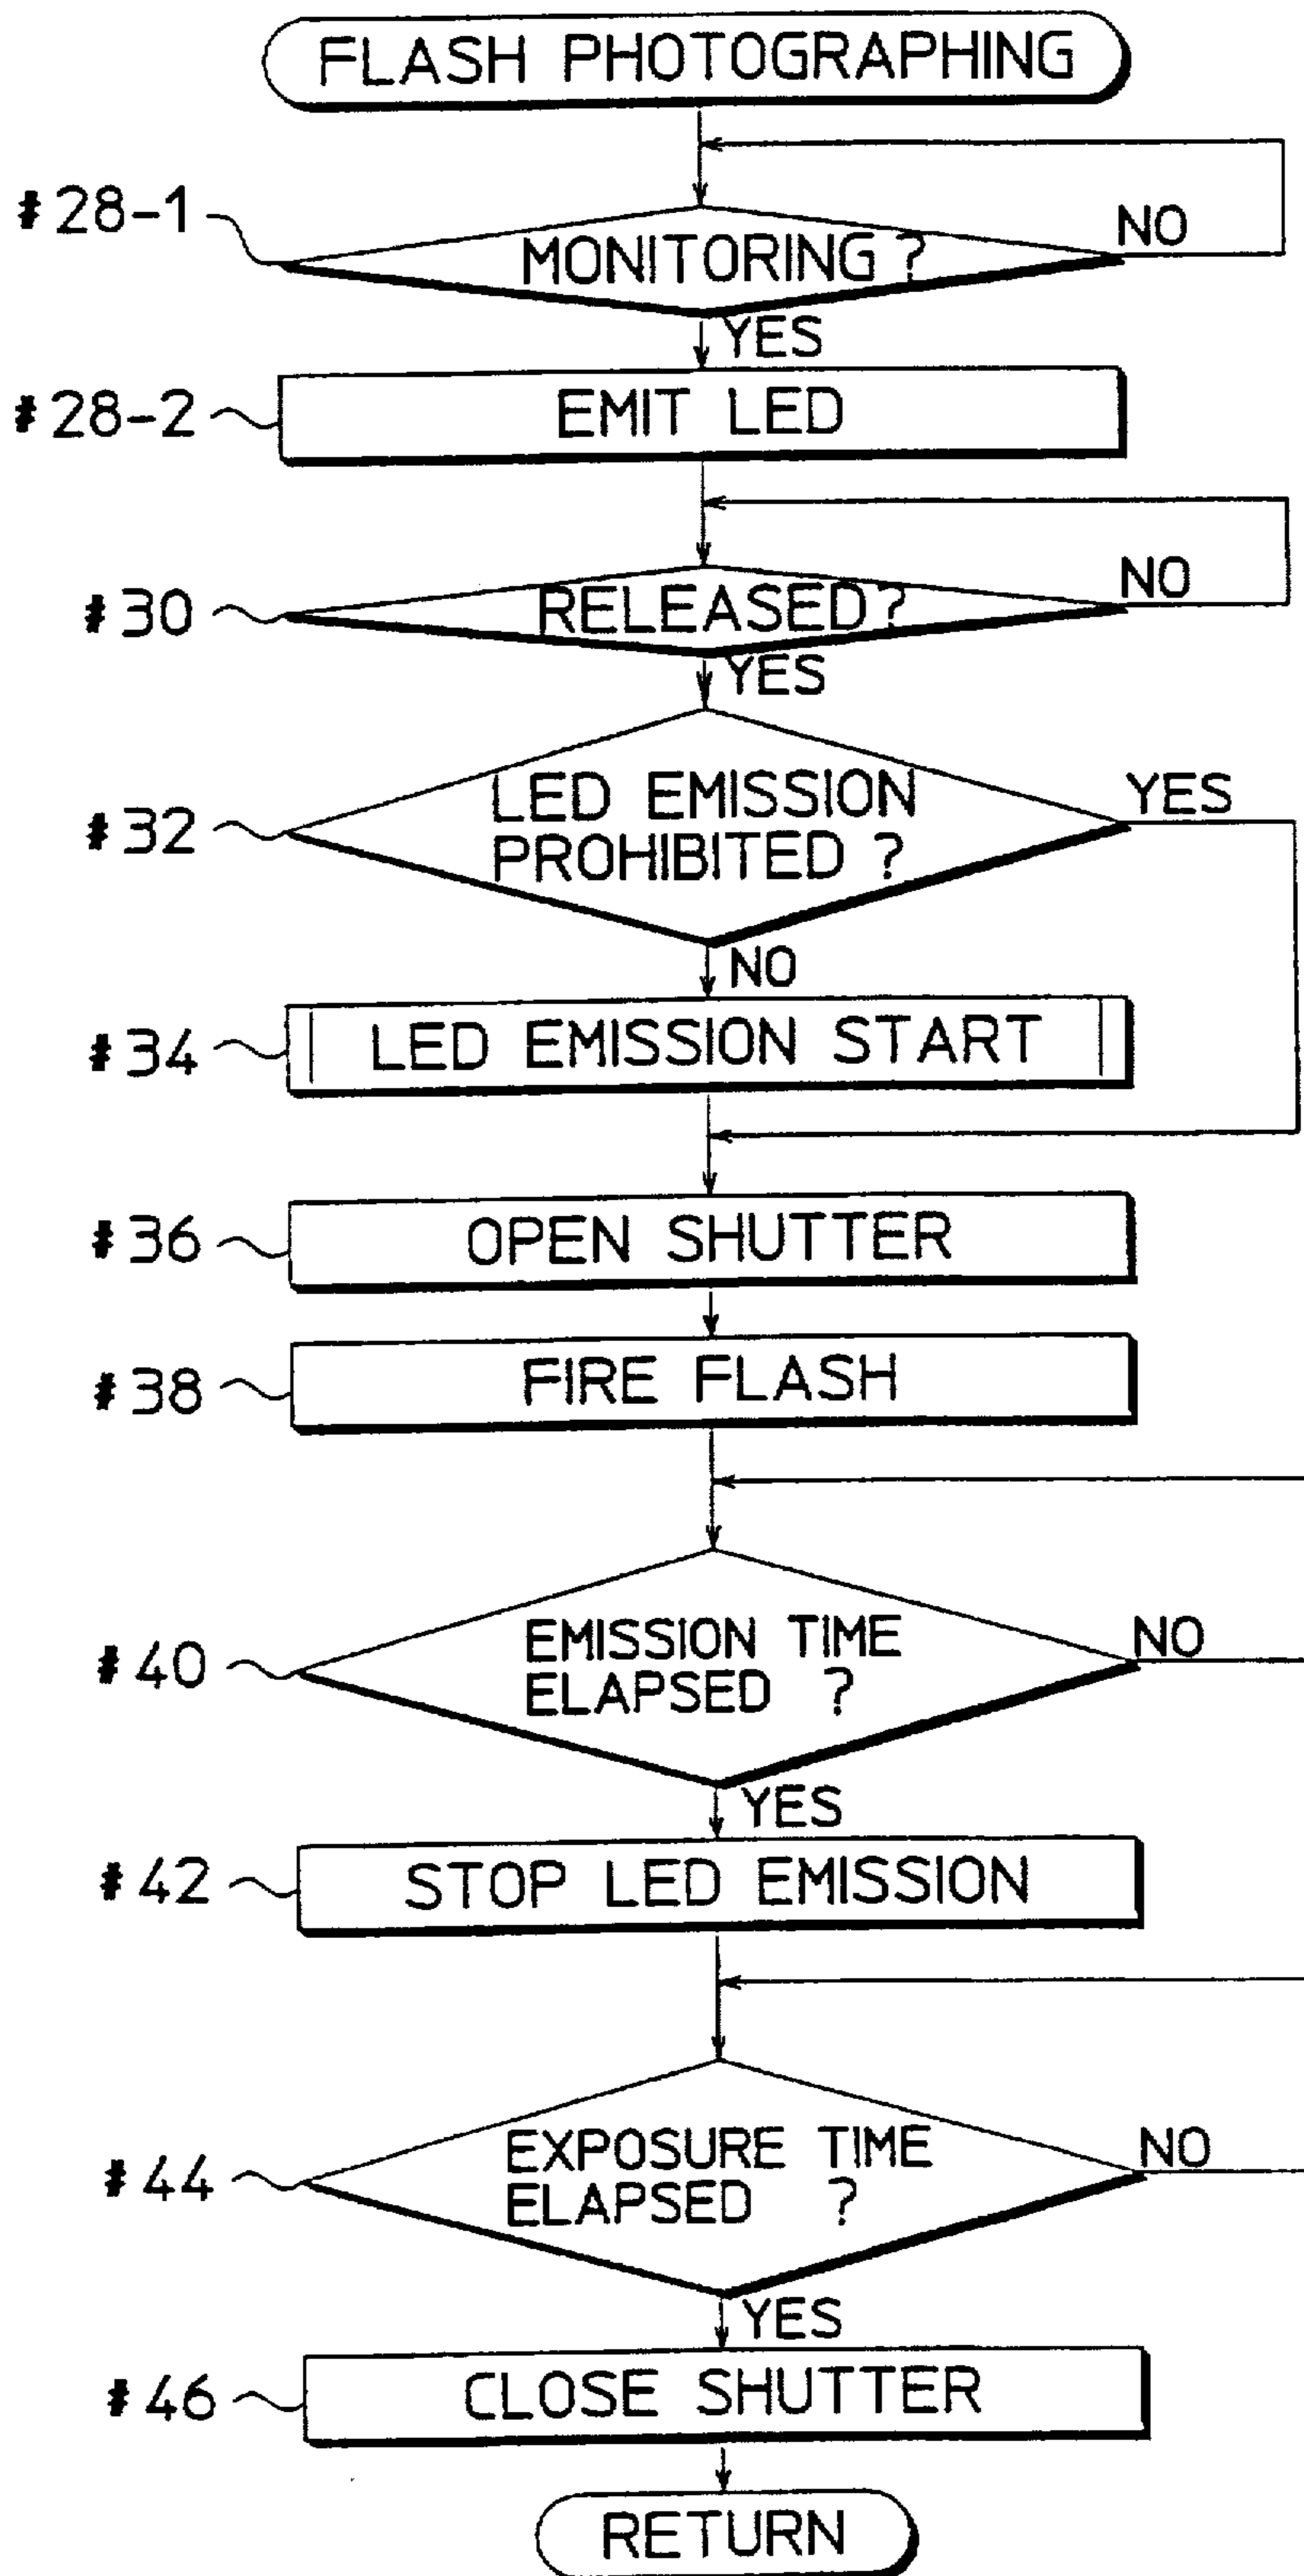 FLASH PHOTOGRAPHING
#28-1
MONITORING ?
NO
YES
#28-2
EMIT LED
#30
RELEASED?
NO
YES
#32
LED EMISSION
PROHIBITED ?
YES
NO
#34
LED EMISSION START
#36
OPEN SHUTTER
#38
FIRE FLASH
#40
EMISSION TIME
ELAPSED ?
NO
YES
#42
STOP LED EMISSION
#44
EXPOSURE TIME
ELAPSED ?
NO
YES
#46
CLOSE SHUTTER
RETURN